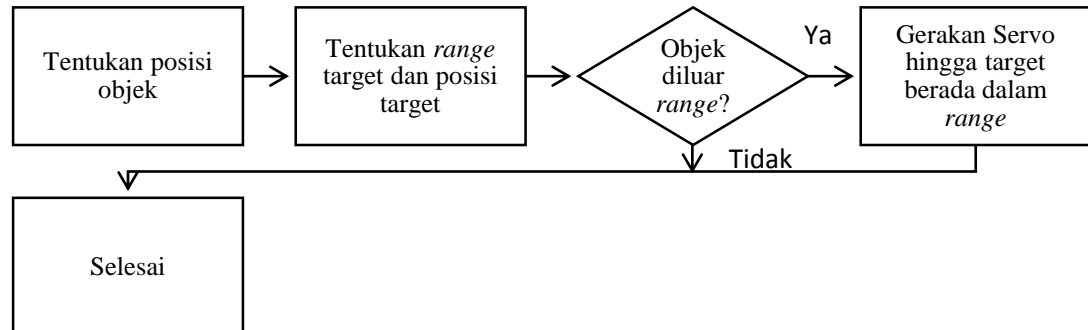 Tentukan posisi
objek
Tentukan range
target dan posisi
target
Objek
diluar
range?
Ya
Gerakan Servo
hingga target
berada dalam
range
Tidak
Selesai